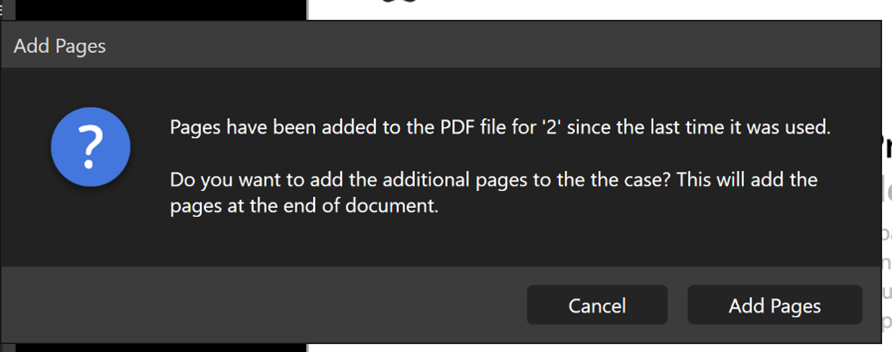 Add Pages
?
Pages have been added to the PDF file for '2' since the last time it was used.
Do you want to add the additional pages to the the case? This will add the
pages at the end of document.
Cancel
Add Pages